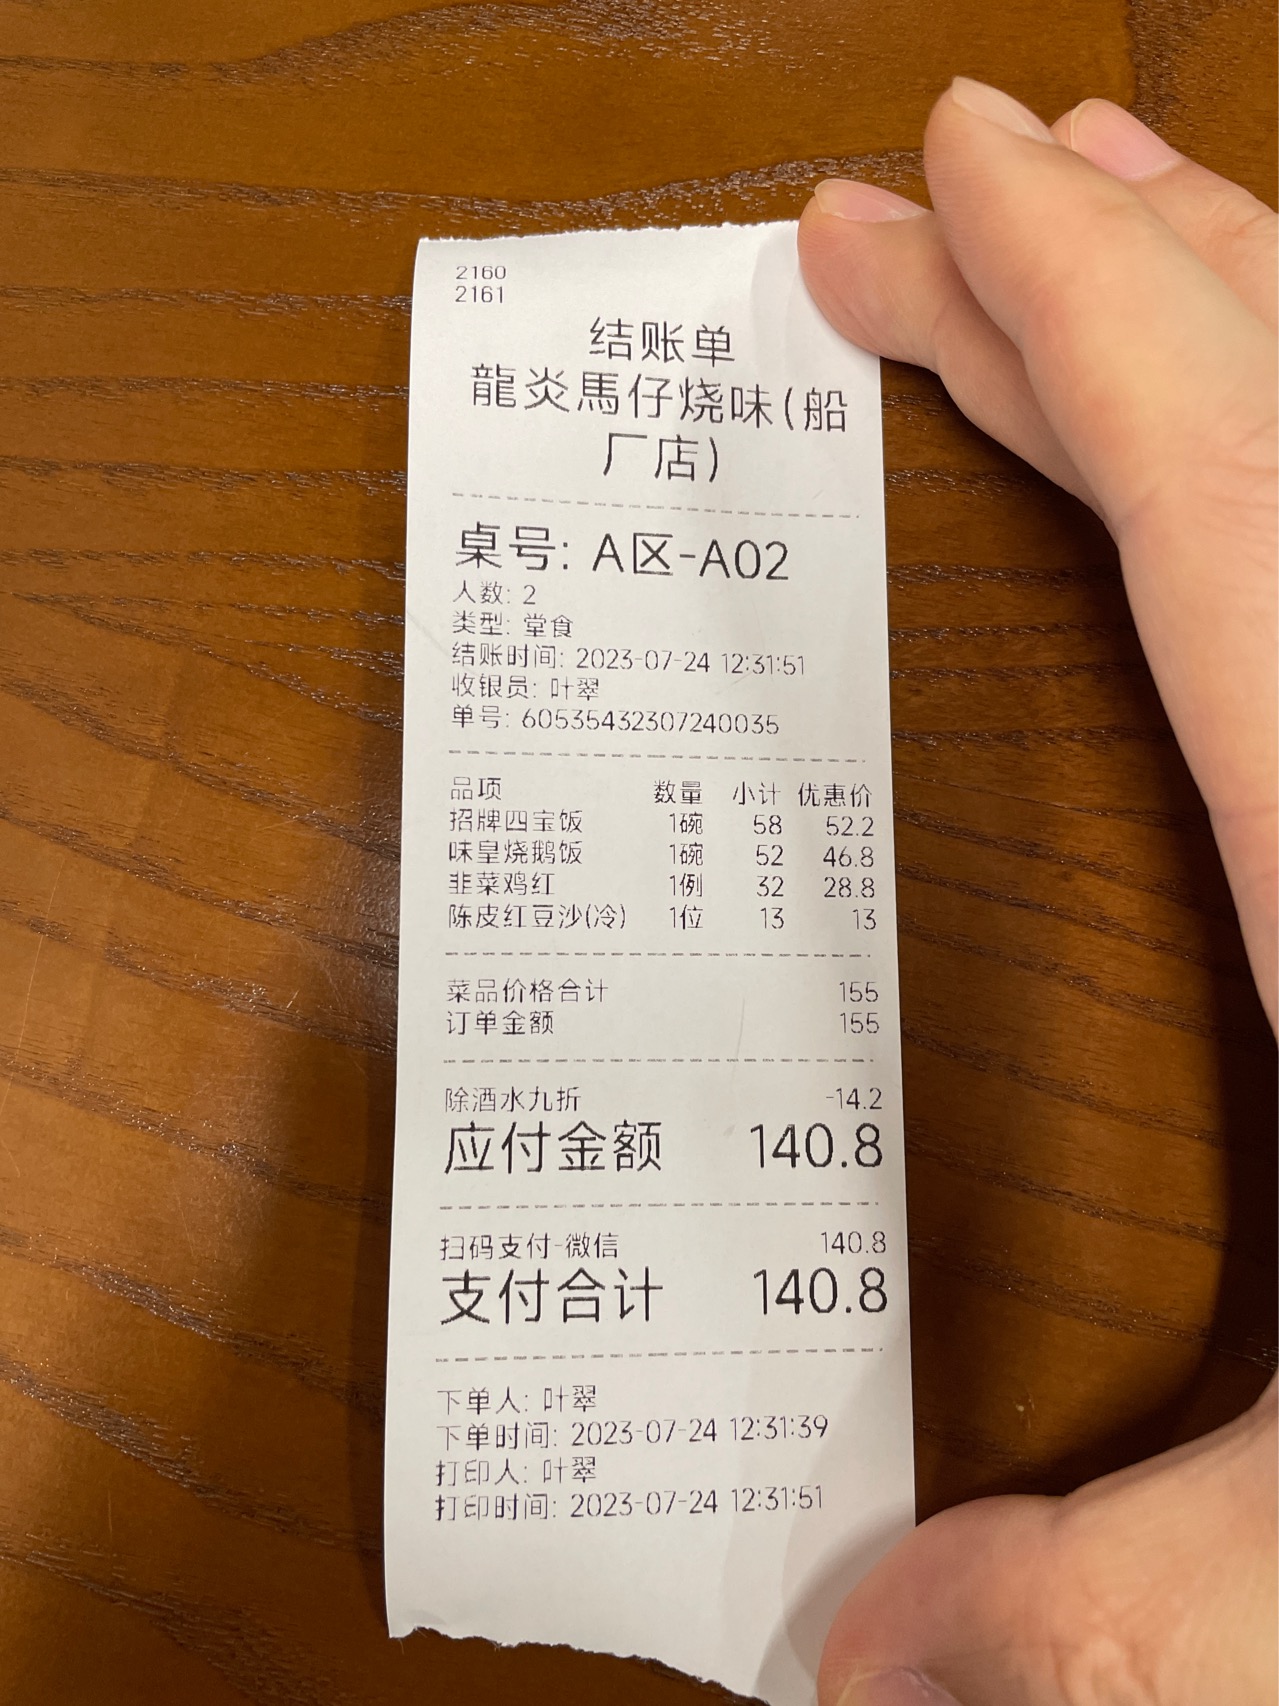 2160
2161
结账单
龍炎馬仔烧味(船
厂店)
桌号: A区-A02
人数: 2
类型: 堂食
结账时间: 2023-07-24 12:31:51
收银员: 叶翠
单号: 60535432307240035
品项 数量 小计 优惠价
招牌四宝饭 1碗 58 52.2
味皇烧鹅饭 1碗 52 46.8
韭菜鸡红 1例 32 28.8
陈皮红豆沙(冷) 1位 13 13
菜品价格合计 155
订单金额 155
除酒水九折 -14.2
应付金额 140.8
扫码支付-微信 140.8
支付合计 140.8
下单人: 叶翠
下单时间: 2023-07-24 12:31:39
打印人: 叶翠
打印时间: 2023-07-24 12:31:51